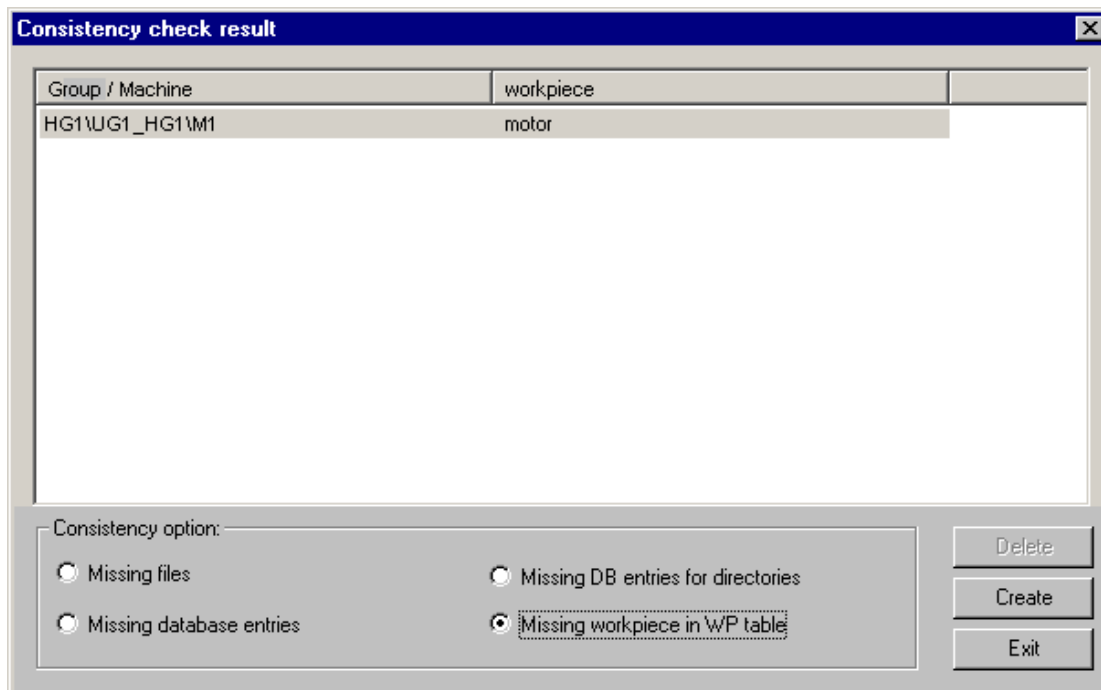 Consistency check result
Group / Machine workpiece
HG1\UG1_HG1\M1 motor
Consistency option:
Missing files
Missing DB entries for directories
Missing database entries
Missing workpiece in WP table
Delete
Create
Exit